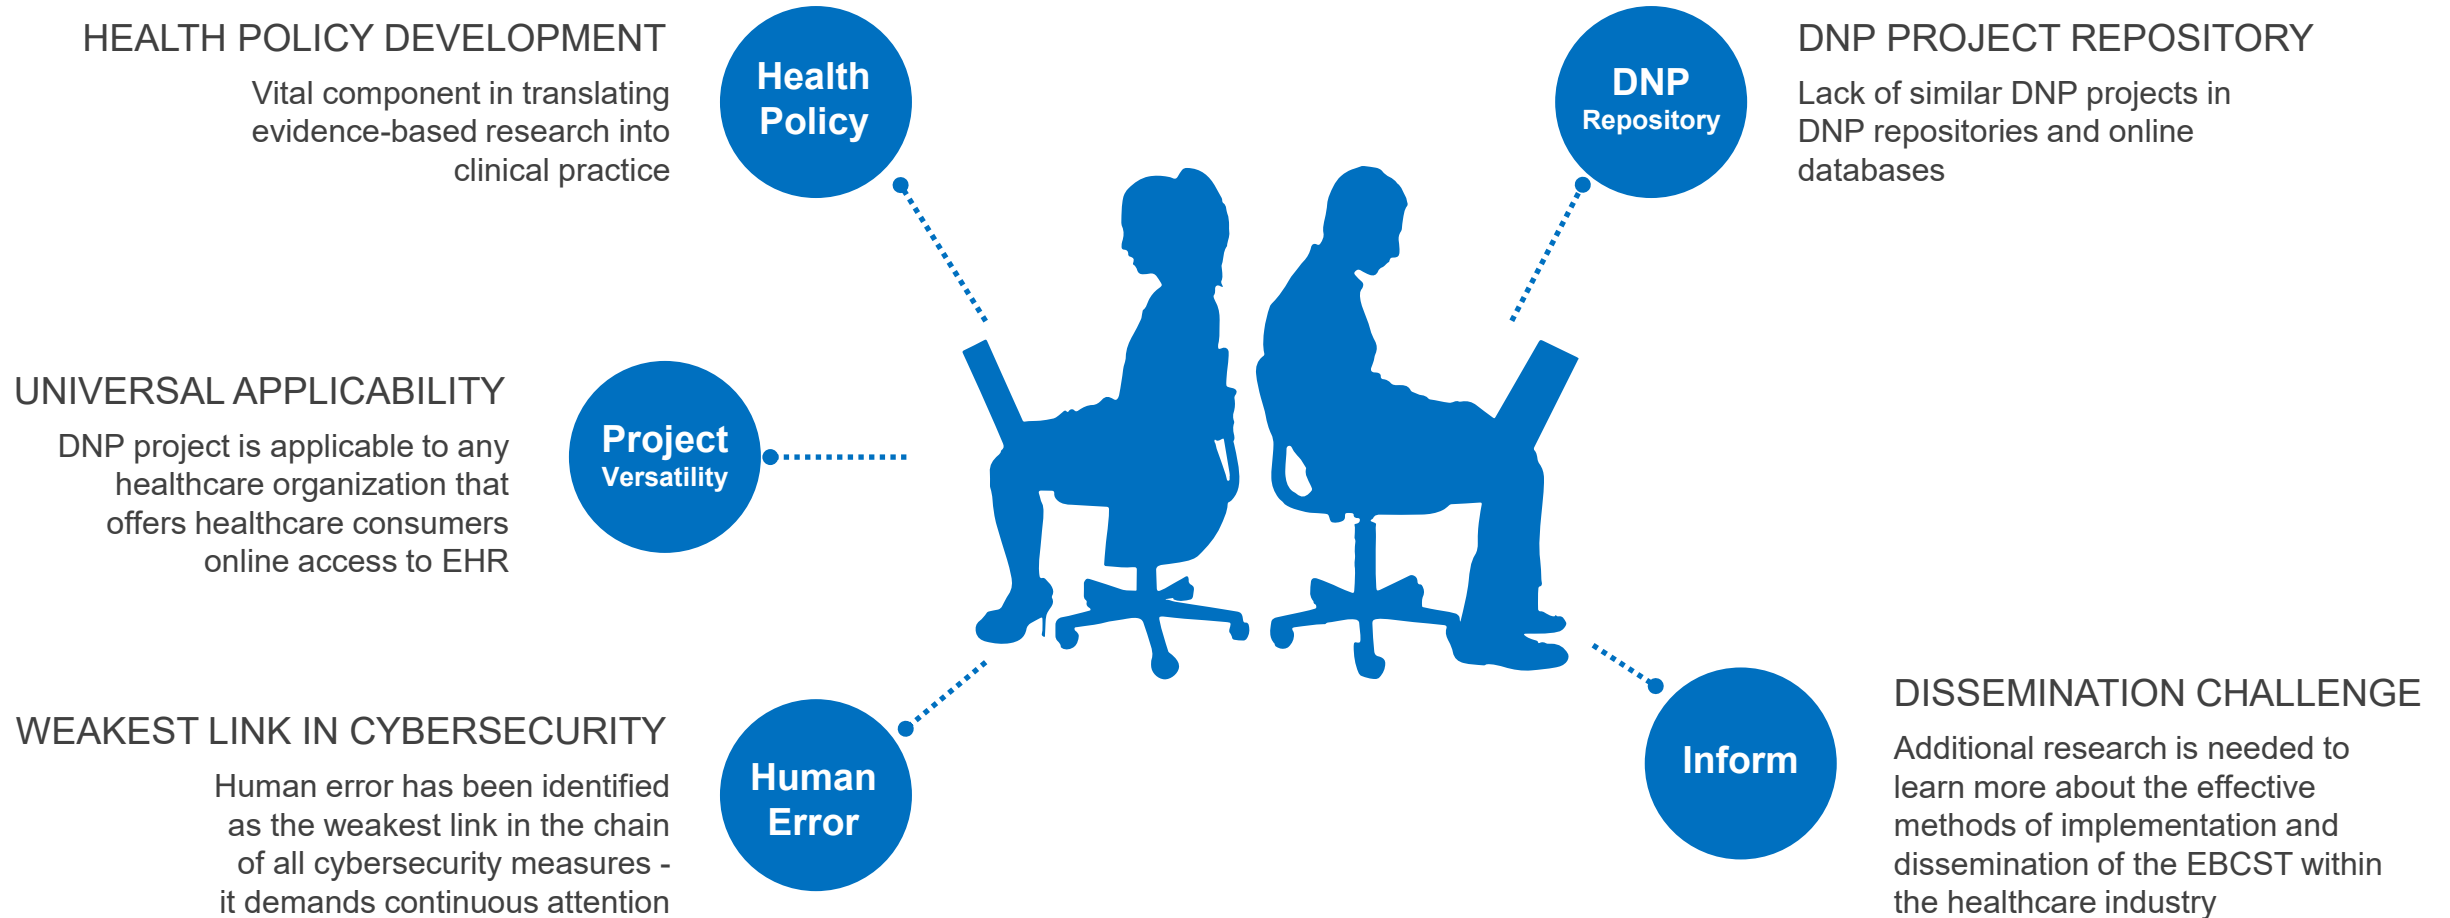 HEALTH POLICY DEVELOPMENT
Vital component in translating
evidence-based research into
clinical practice
Health
Policy
DNP
Repository
DNP PROJECT REPOSITORY
Lack of similar DNP projects in
DNP repositories and online
databases
UNIVERSAL APPLICABILITY
DNP project is applicable to any
healthcare organization that
offers healthcare consumers
online access to EHR
Project
Versatility
WEAKEST LINK IN CYBERSECURITY
Human error has been identified
as the weakest link in the chain
of all cybersecurity measures -
it demands continuous attention
Human
Error
Inform
DISSEMINATION CHALLENGE
Additional research is needed to
learn more about the effective
methods of implementation and
dissemination of the EBCST within
the healthcare industry